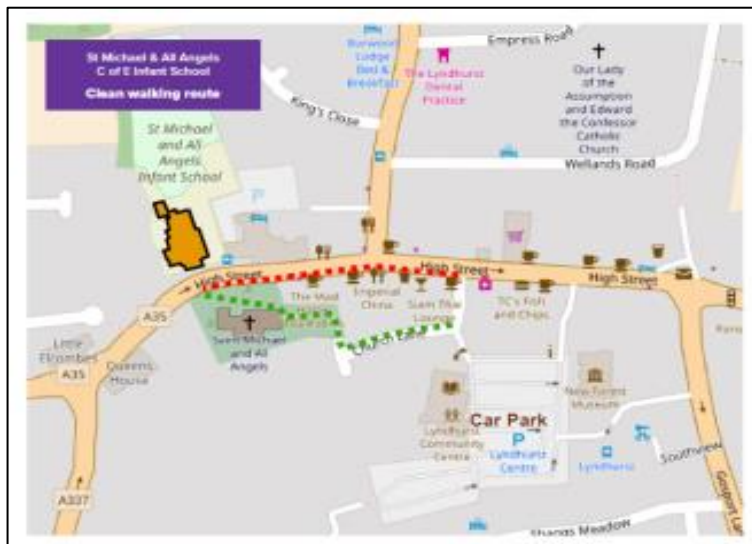 St Michael & All Angels
C of E Infant School
Clean walking route
Burwood
Lodge
Bed &
Breakfast
The Lyndhurst
Dental
Practice
Empress Road
Our Lady
of the
Assumption
and Edward
the Confessor
Catholic
Church
King's Close
St Michael
and All
Angels
Infant School
P
Wellands Road
High Street
High Street
High Street
A35
The Mad
Imperial
China
Siam Thai
Lounge
TC's Fish
and Chips
Saint Michael
and All
Angels
Church Lane
Little
Elcombes
A35
Queens
House
New Forest
Museum
Lyndhurst
Community
Centre
Car Park
P
Lyndhurst
Centre
Lyndhurst
Southview
A337
Gosport Lane
Shaggs Meadow